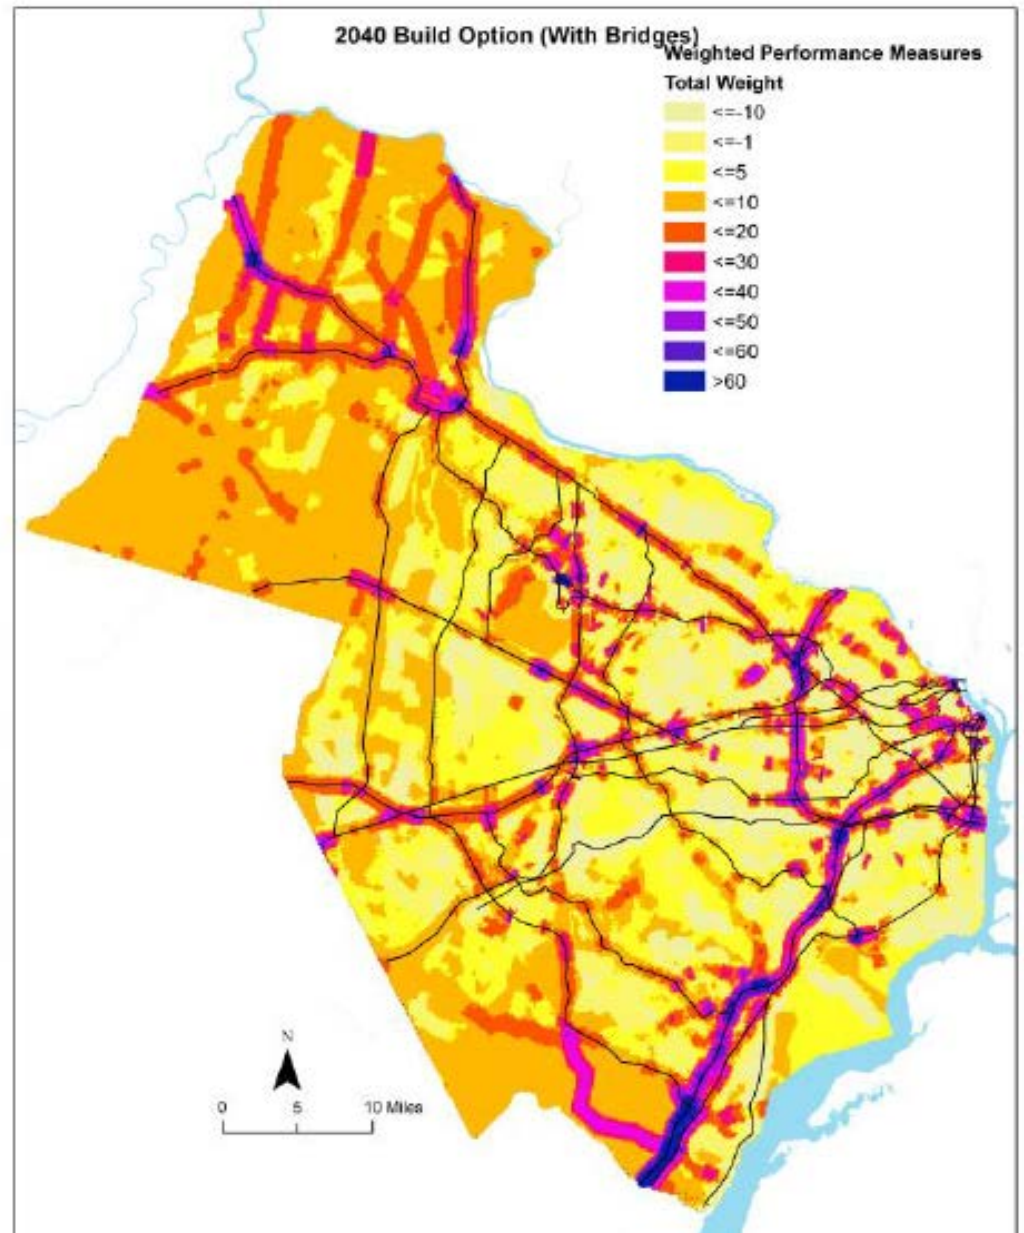 2040 Build Option (With Bridges)
Weighted Performance Measures
Total Weight
<=-10
<=-1
<=5
<=10
<=20
<=30
<=40
<=50
<=60
>60
N
0 5 10 Miles